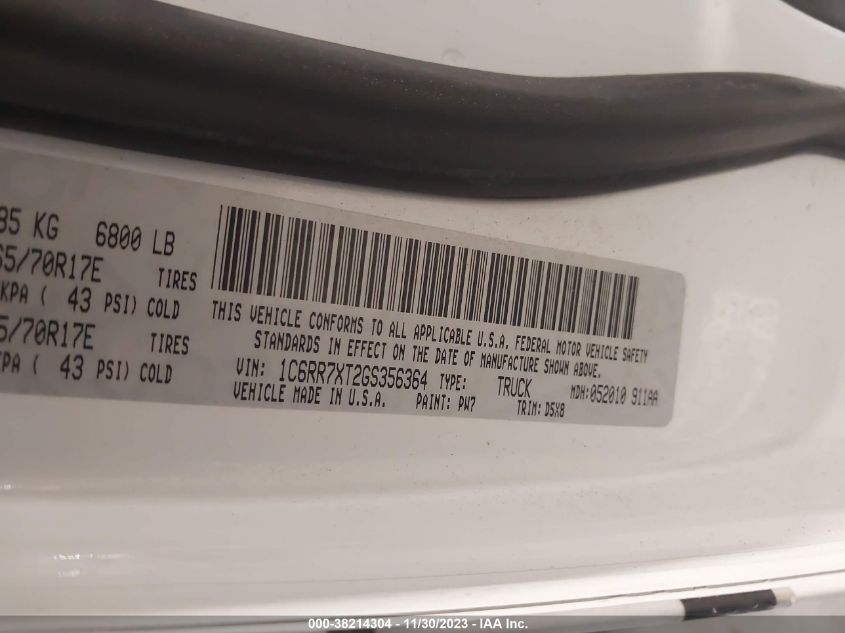 85 KG 6800 LB
65/70R17E TIRES
KPA ( 43 PSI) COLD
5/70R17E TIRES
KPA ( 43 PSI) COLD
THIS VEHICLE CONFORMS TO ALL APPLICABLE U.S.A. FEDERAL MOTOR VEHICLE SAFETY
STANDARDS IN EFFECT ON THE DATE OF MANUFACTURE SHOWN ABOVE.
VIN: 1C6RR7XT2GS356364 TYPE: TRUCK MDH: 052010 911AA
VEHICLE MADE IN U.S.A. PAINT: PW7 TRIM: D5X8
000-38214304 - 11/30/2023 - IAA Inc.